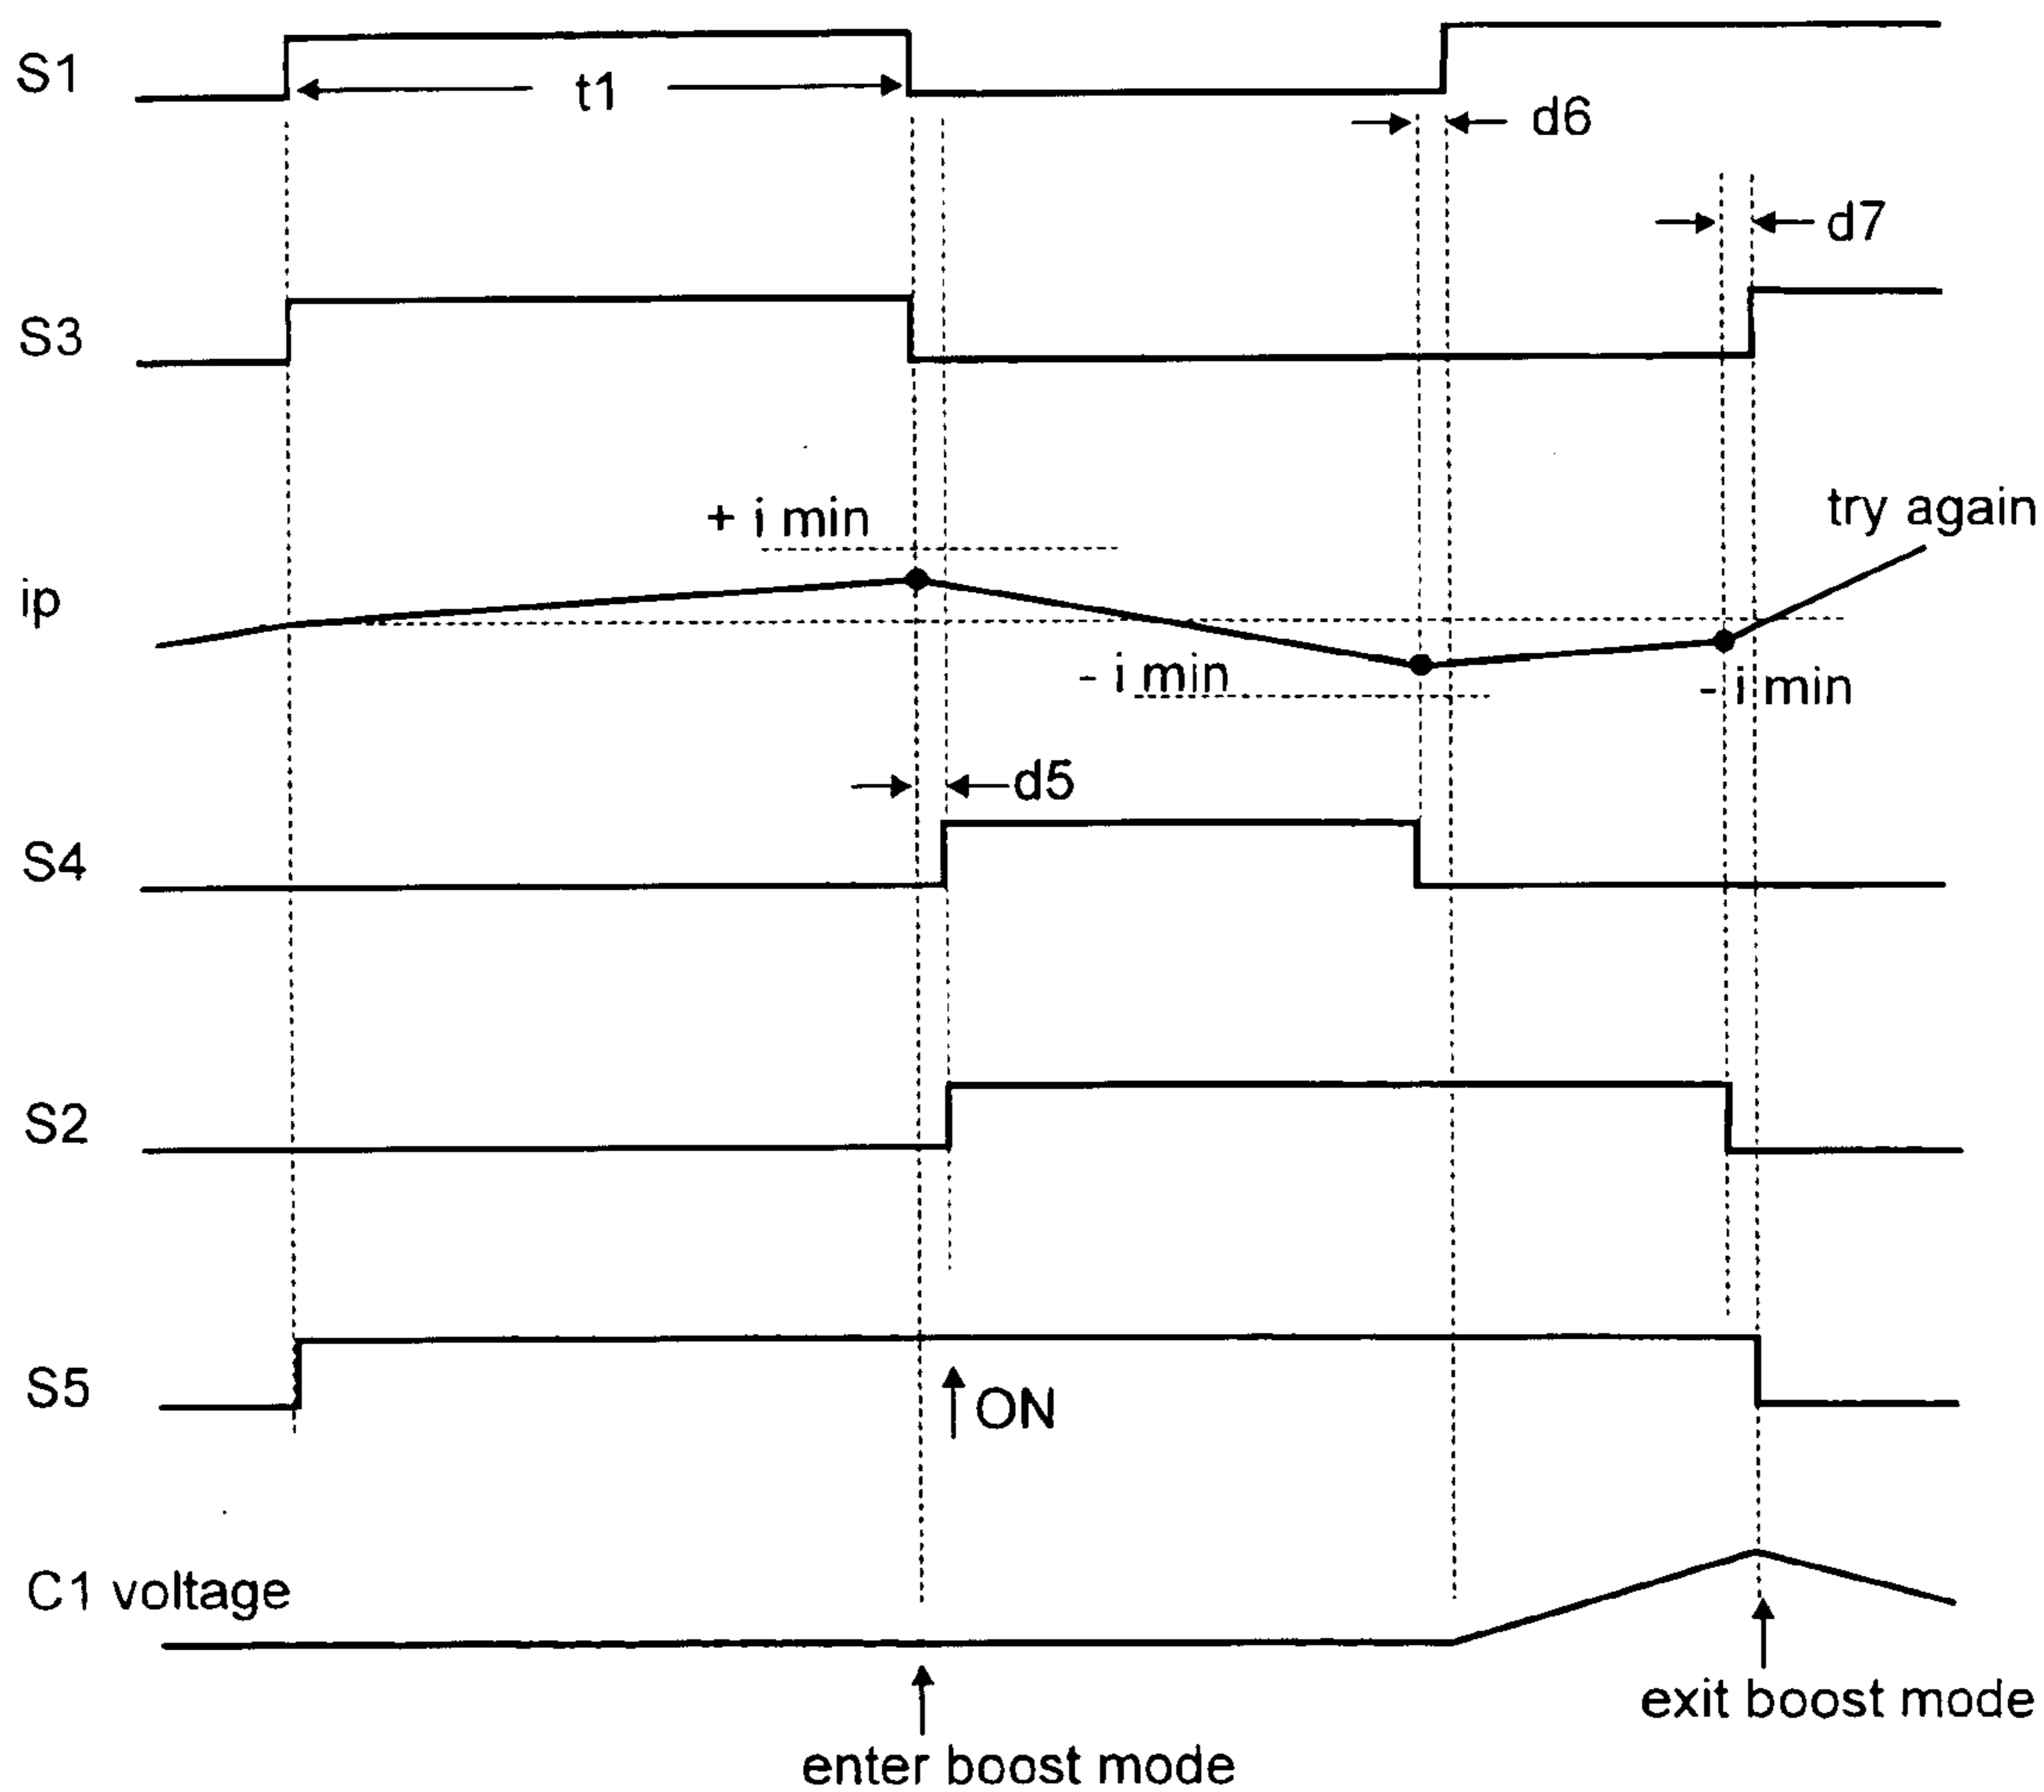 S1
t1
d6
d7
S3
+ i min
try again
ip
- i min
- i min
d5
S4
S2
S5
ON
C1 voltage
exit boost mode
enter boost mode